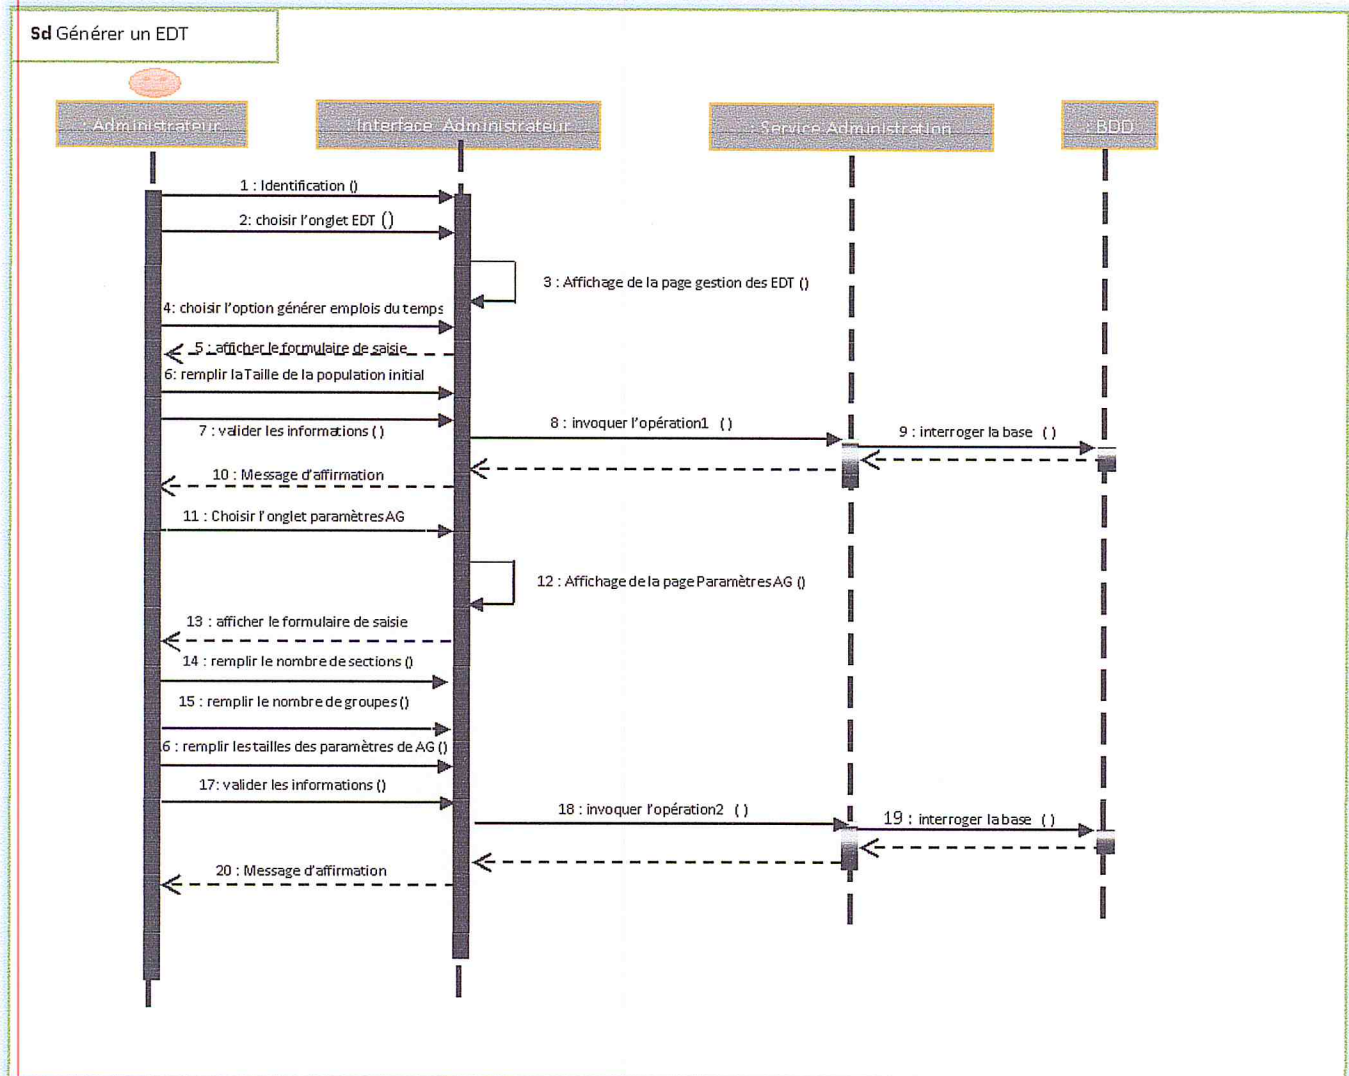 Sd Générer un EDT
: Administrateur
: Interface Administrateur
: Service Administration
: BDD
1 : Identification ()
2: choisir l'onglet EDT ()
3 : Affichage de la page gestion des EDT ()
4: choisir l'option générer emplois du temps
5 : afficher le formulaire de saisie
6: remplir la Taille de la population initial
7 : valider les informations ()
8 : invoquer l'opération1 ()
9 : interroger la base ()
10 : Message d'affirmation
11 : Choisir l'onglet paramètres AG
12 : Affichage de la page Paramètres AG ()
13 : afficher le formulaire de saisie
14 : remplir le nombre de sections ()
15 : remplir le nombre de groupes ()
6 : remplir les tailles des paramètres de AG ()
17: valider les informations ()
18 : invoquer l'opération2 ()
19 : interroger la base ()
20 : Message d'affirmation